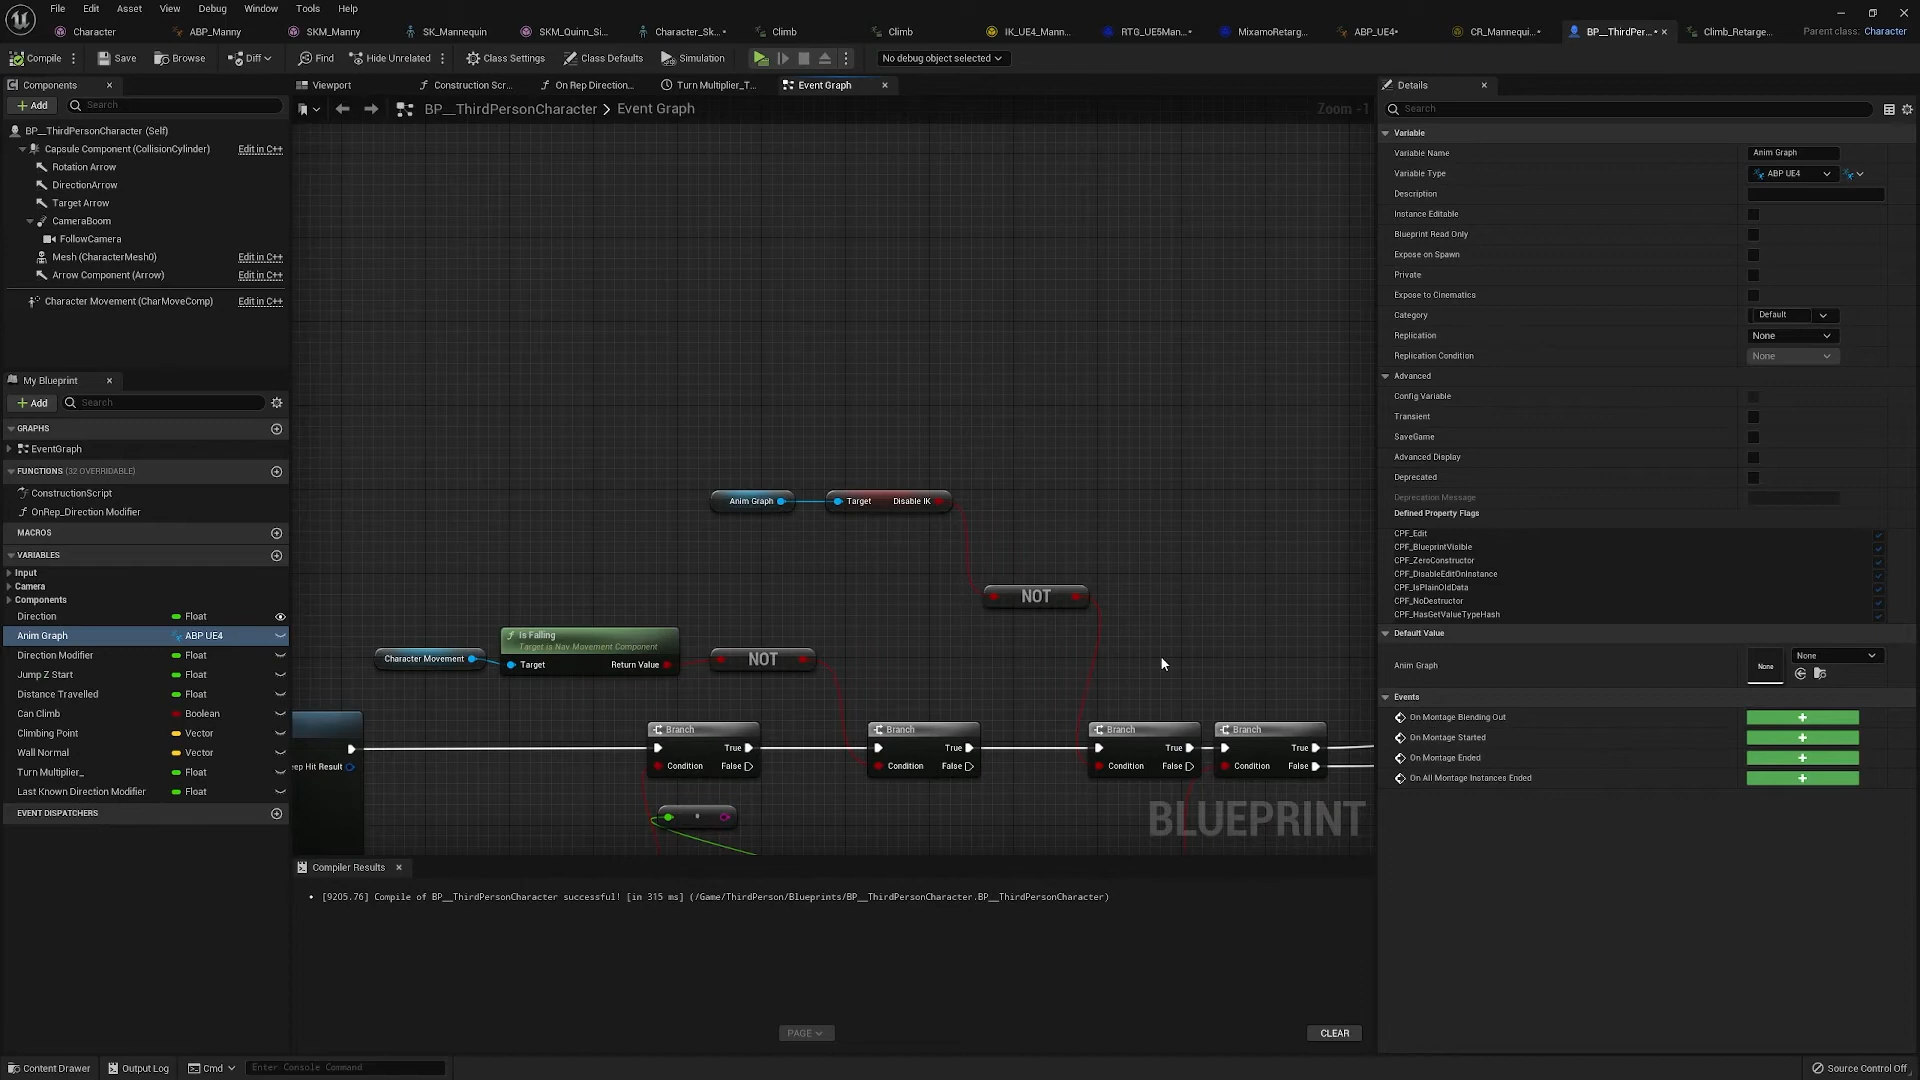 File Edit Asset View Debug Window Tools Help
Character ABP_Manny SKM_Manny SK_Mannequin SKM_Quinn_Si... Character_Sk...• Climb Climb IK_UE4_Mann... RTG_UE5Man...• MixamoRetarg... ABP_UE4• CR_Mannequi...• BP__ThirdPer...• Climb_Retarge... Parent class: Character
Compile Save Browse Diff Find Hide Unrelated Class Settings Class Defaults Simulation No debug object selected
Components
Add Search
BP__ThirdPersonCharacter (Self)
Capsule Component (CollisionCylinder) Edit in C++
Rotation Arrow
DirectionArrow
Target Arrow
CameraBoom
FollowCamera
Mesh (CharacterMesh0) Edit in C++
Arrow Component (Arrow) Edit in C++
Character Movement (CharMoveComp) Edit in C++
My Blueprint
Add Search
GRAPHS
EventGraph
FUNCTIONS (32 OVERRIDABLE)
ConstructionScript
OnRep_Direction Modifier
MACROS
VARIABLES
Input
Camera
Components
Direction Float
Anim Graph ABP UE4
Direction Modifier Float
Jump Z Start Float
Distance Travelled Float
Can Climb Boolean
Climbing Point Vector
Wall Normal Vector
Turn Multiplier_ Float
Last Known Direction Modifier Float
EVENT DISPATCHERS
Viewport Construction Scr... On Rep Direction... Turn Multiplier_T... Event Graph
BP__ThirdPersonCharacter > Event Graph Zoom -1
Anim Graph Target Disable IK
NOT
Is Falling
Target is Nav Movement Component
Character Movement Target Return Value
NOT
Branch Branch Branch Branch
True True True True
eep Hit Result Condition False Condition False Condition False Condition False
BLUEPRINT
Compiler Results
[9205.76] Compile of BP__ThirdPersonCharacter successful! [in 315 ms] (/Game/ThirdPerson/Blueprints/BP__ThirdPersonCharacter.BP__ThirdPersonCharacter)
PAGE CLEAR
Details
Search
Variable
Variable Name Anim Graph
Variable Type ABP UE4
Description
Instance Editable
Blueprint Read Only
Expose on Spawn
Private
Expose to Cinematics
Category Default
Replication None
Replication Condition None
Advanced
Config Variable
Transient
SaveGame
Advanced Display
Deprecated
Deprecation Message
Defined Property Flags
CPF_Edit
CPF_BlueprintVisible
CPF_ZeroConstructor
CPF_DisableEditOnInstance
CPF_IsPlainOldData
CPF_NoDestructor
CPF_HasGetValueTypeHash
Default Value
Anim Graph None None
Events
On Montage Blending Out
On Montage Started
On Montage Ended
On All Montage Instances Ended
Content Drawer Output Log Cmd Enter Console Command Source Control Off